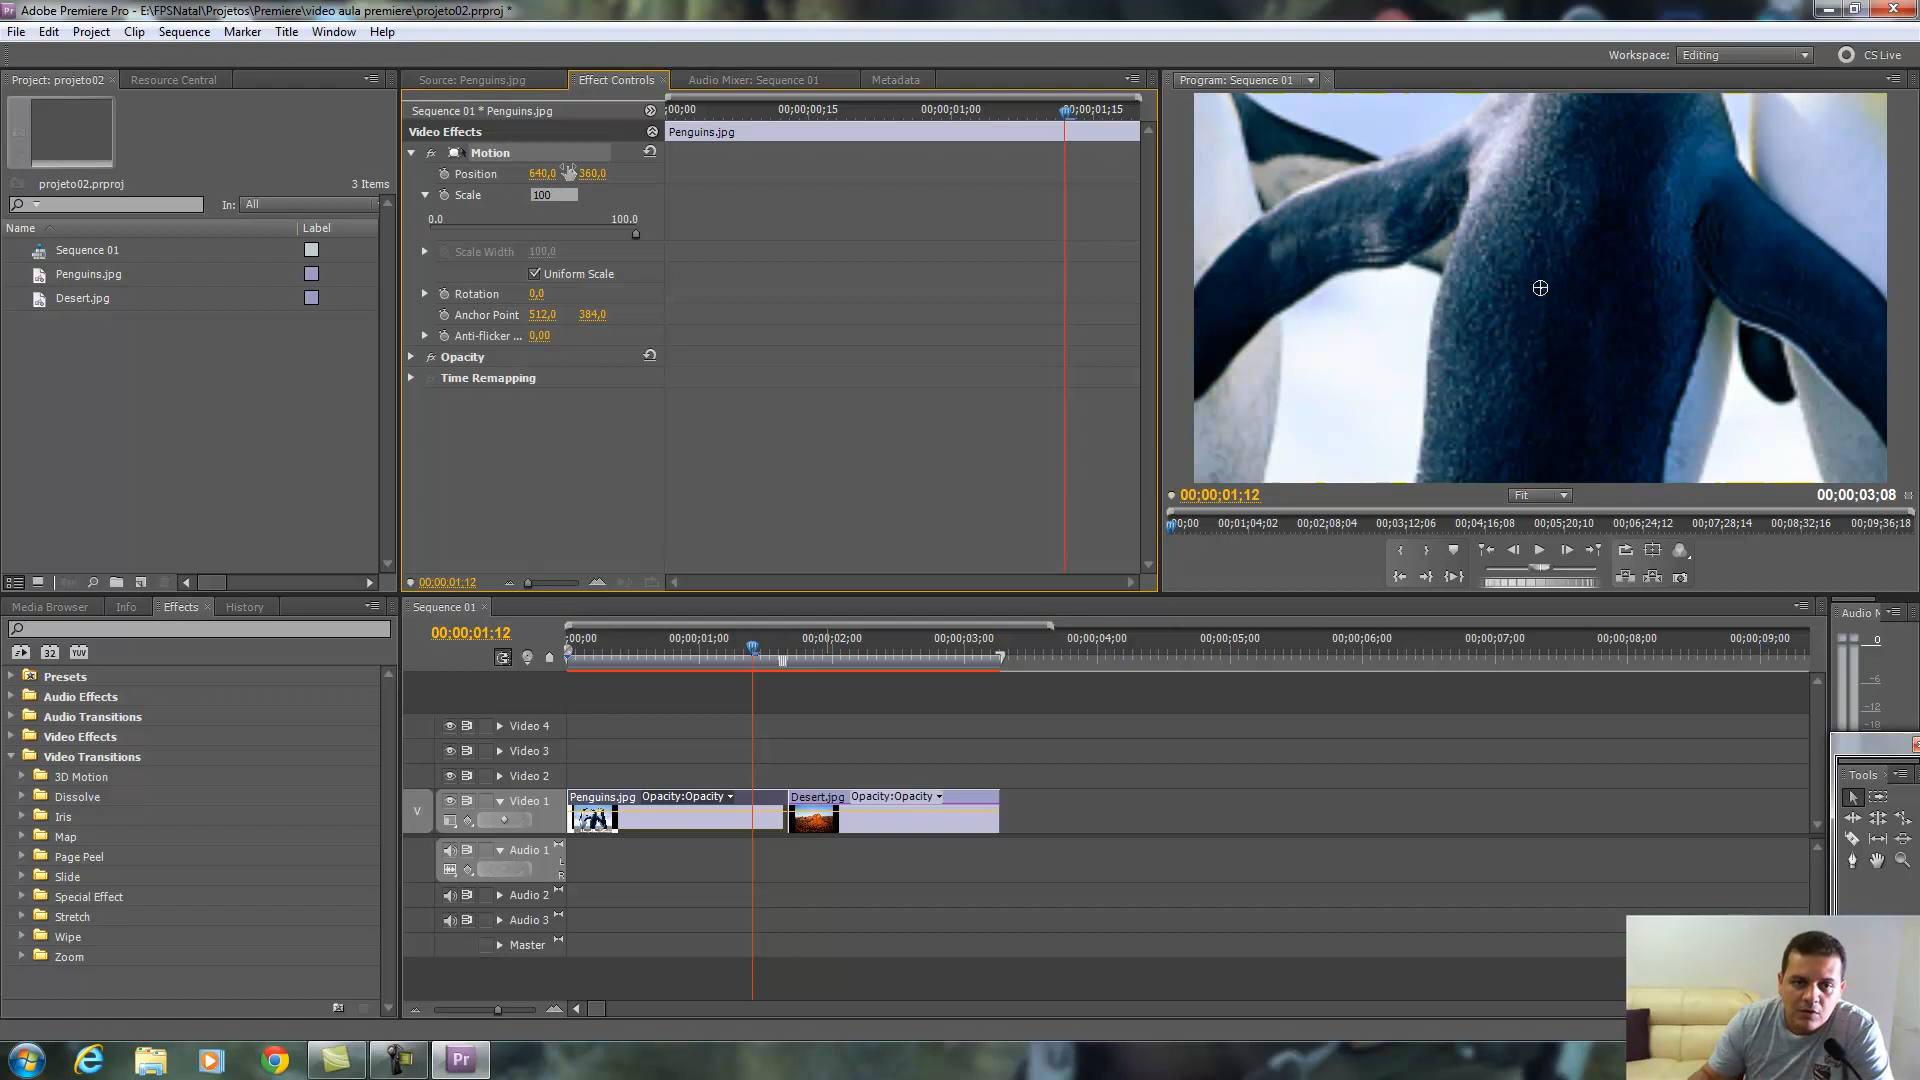 Pr Adobe Premiere Pro - E:\FPSNatal\Projetos\Premiere\video aula premiere\projeto02.prproj *
File Edit Project Clip Sequence Marker Title Window Help
Workspace: Editing CS Live
Project: projeto02 Resource Central
projeto02.prproj
3 Items
In: All
Name Label
Sequence 01
Penguins.jpg
Desert.jpg
Source: Penguins.jpg Effect Controls Audio Mixer: Sequence 01 Metadata
Sequence 01 * Penguins.jpg
;00;00 00;00;00;15 00;00;01;00 00;00;01;15
Video Effects
Penguins.jpg
fx Motion
Position 640,0 360,0
Scale 100
0.0 100.0
Scale Width 100,0
Uniform Scale
Rotation 0,0
Anchor Point 512,0 384,0
Anti-flicker ... 0,00
fx Opacity
Time Remapping
00;00;01;12
Program: Sequence 01
00;00;01;12 Fit 00;00;03;08
;00;00 00;01;04;02 00;02;08;04 00;03;12;06 00;04;16;08 00;05;20;10 00;06;24;12 00;07;28;14 00;08;32;16 00;09;36;18
Media Browser Info Effects History
32 YUV
Presets
Audio Effects
Audio Transitions
Video Effects
Video Transitions
3D Motion
Dissolve
Iris
Map
Page Peel
Slide
Special Effect
Stretch
Wipe
Zoom
Sequence 01
00;00;01;12
;00;00 00;00;01;00 00;00;02;00 00;00;03;00 00;00;04;00 00;00;05;00 00;00;06;00 00;00;07;00 00;00;08;00 00;00;09;00
Video 4
Video 3
Video 2
V Video 1
Penguins.jpg Opacity:Opacity
Desert.jpg Opacity:Opacity
Audio 1
L
R
Audio 2
Audio 3
Master
Audio M
0
-6
-12
-18
Tools
Pr